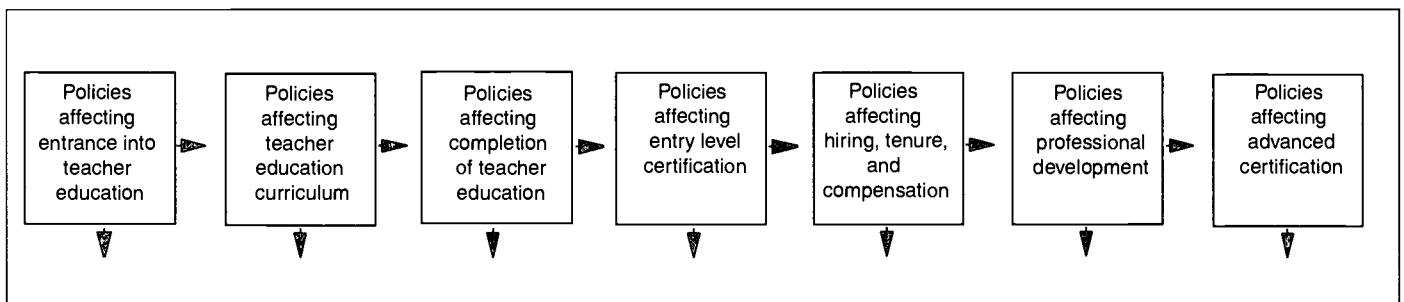 Policies
affecting
entrance into
teacher
education
Policies
affecting
teacher
education
curriculum
Policies
affecting
completion
of teacher
education
Policies
affecting
entry level
certification
Policies
affecting
hiring, tenure,
and
compensation
Policies
affecting
professional
development
Policies
affecting
advanced
certification